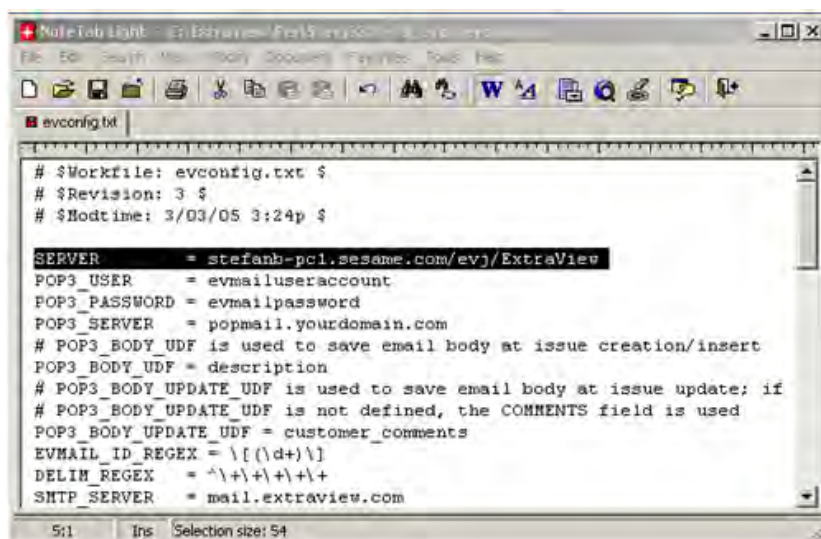 NoteTab Light
evconfig.txt
# $Workfile: evconfig.txt $
# $Revision: 3 $
# $Modtime: 3/03/05 3:24p $
SERVER = stefanb-pc1.sesame.com/evj/ExtraView
POP3_USER = evmailuseraccount
POP3_PASSWORD = evmailpassword
POP3_SERVER = popmail.yourdomain.com
# POP3_BODY_UDF is used to save email body at issue creation/insert
POP3_BODY_UDF = description
# POP3_BODY_UPDATE_UDF is used to save email body at issue update; if
# POP3_BODY_UPDATE_UDF is not defined, the COMMENTS field is used
POP3_BODY_UPDATE_UDF = customer_comments
EVMAIL_ID_REGEX = \[(\d+)\]
DELIM_REGEX = ^\+\+\+\+\+
SMTP_SERVER = mail.extraview.com
5:1 Ins Selection size: 54